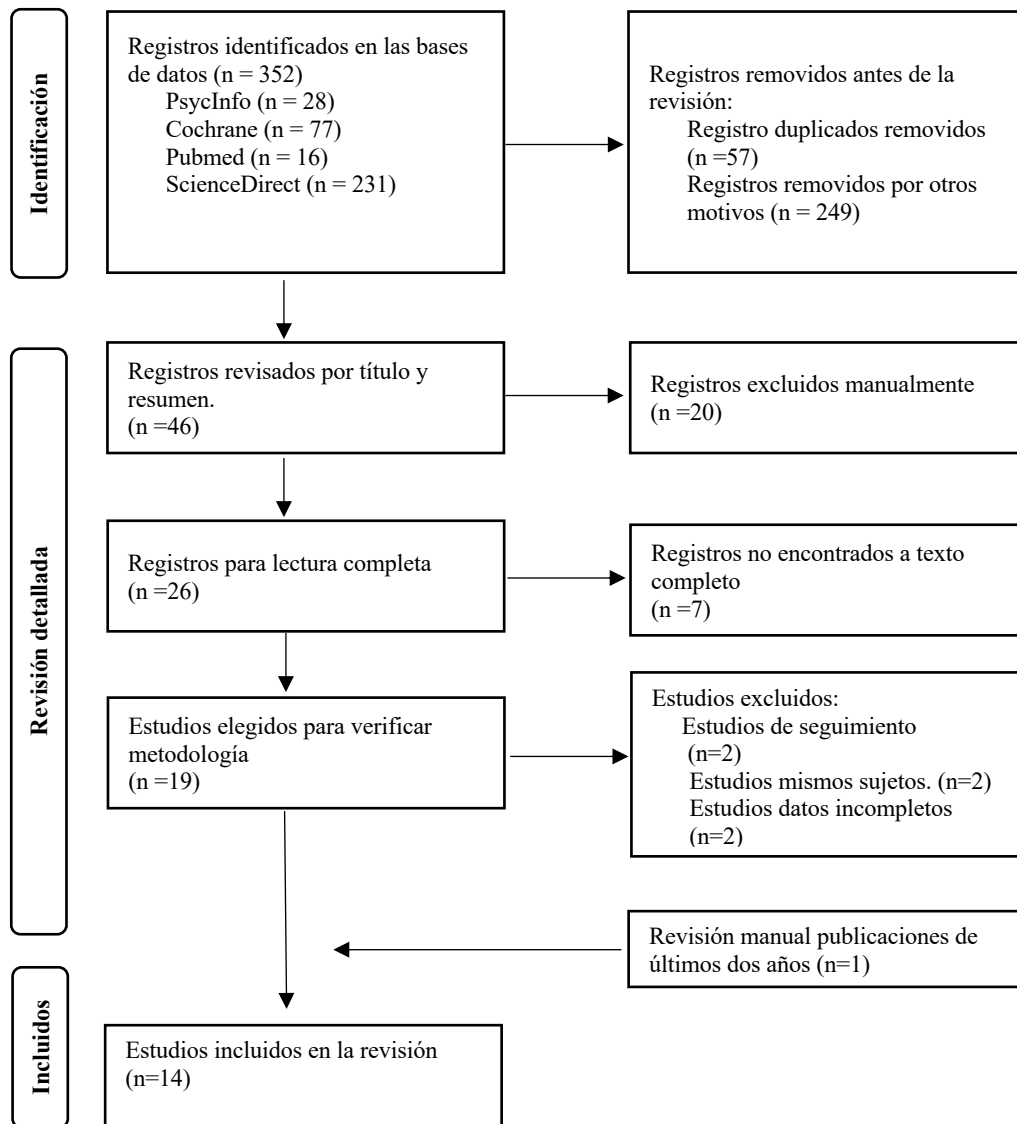 Identificación
Registros identificados en las bases
de datos (n = 352)
PsycInfo (n = 28)
Cochrane (n = 77)
Pubmed (n = 16)
ScienceDirect (n = 231)
Registros removidos antes de la
revisión:
Registro duplicados removidos
(n =57)
Registros removidos por otros
motivos (n = 249)
Revisión detallada
Registros revisados por título y
resumen.
(n =46)
Registros excluidos manualmente
(n =20)
Registros para lectura completa
(n =26)
Registros no encontrados a texto
completo
(n =7)
Estudios elegidos para verificar
metodología
(n =19)
Estudios excluidos:
Estudios de seguimiento
(n=2)
Estudios mismos sujetos. (n=2)
Estudios datos incompletos
(n=2)
Revisión manual publicaciones de
últimos dos años (n=1)
Incluidos
Estudios incluidos en la revisión
(n=14)